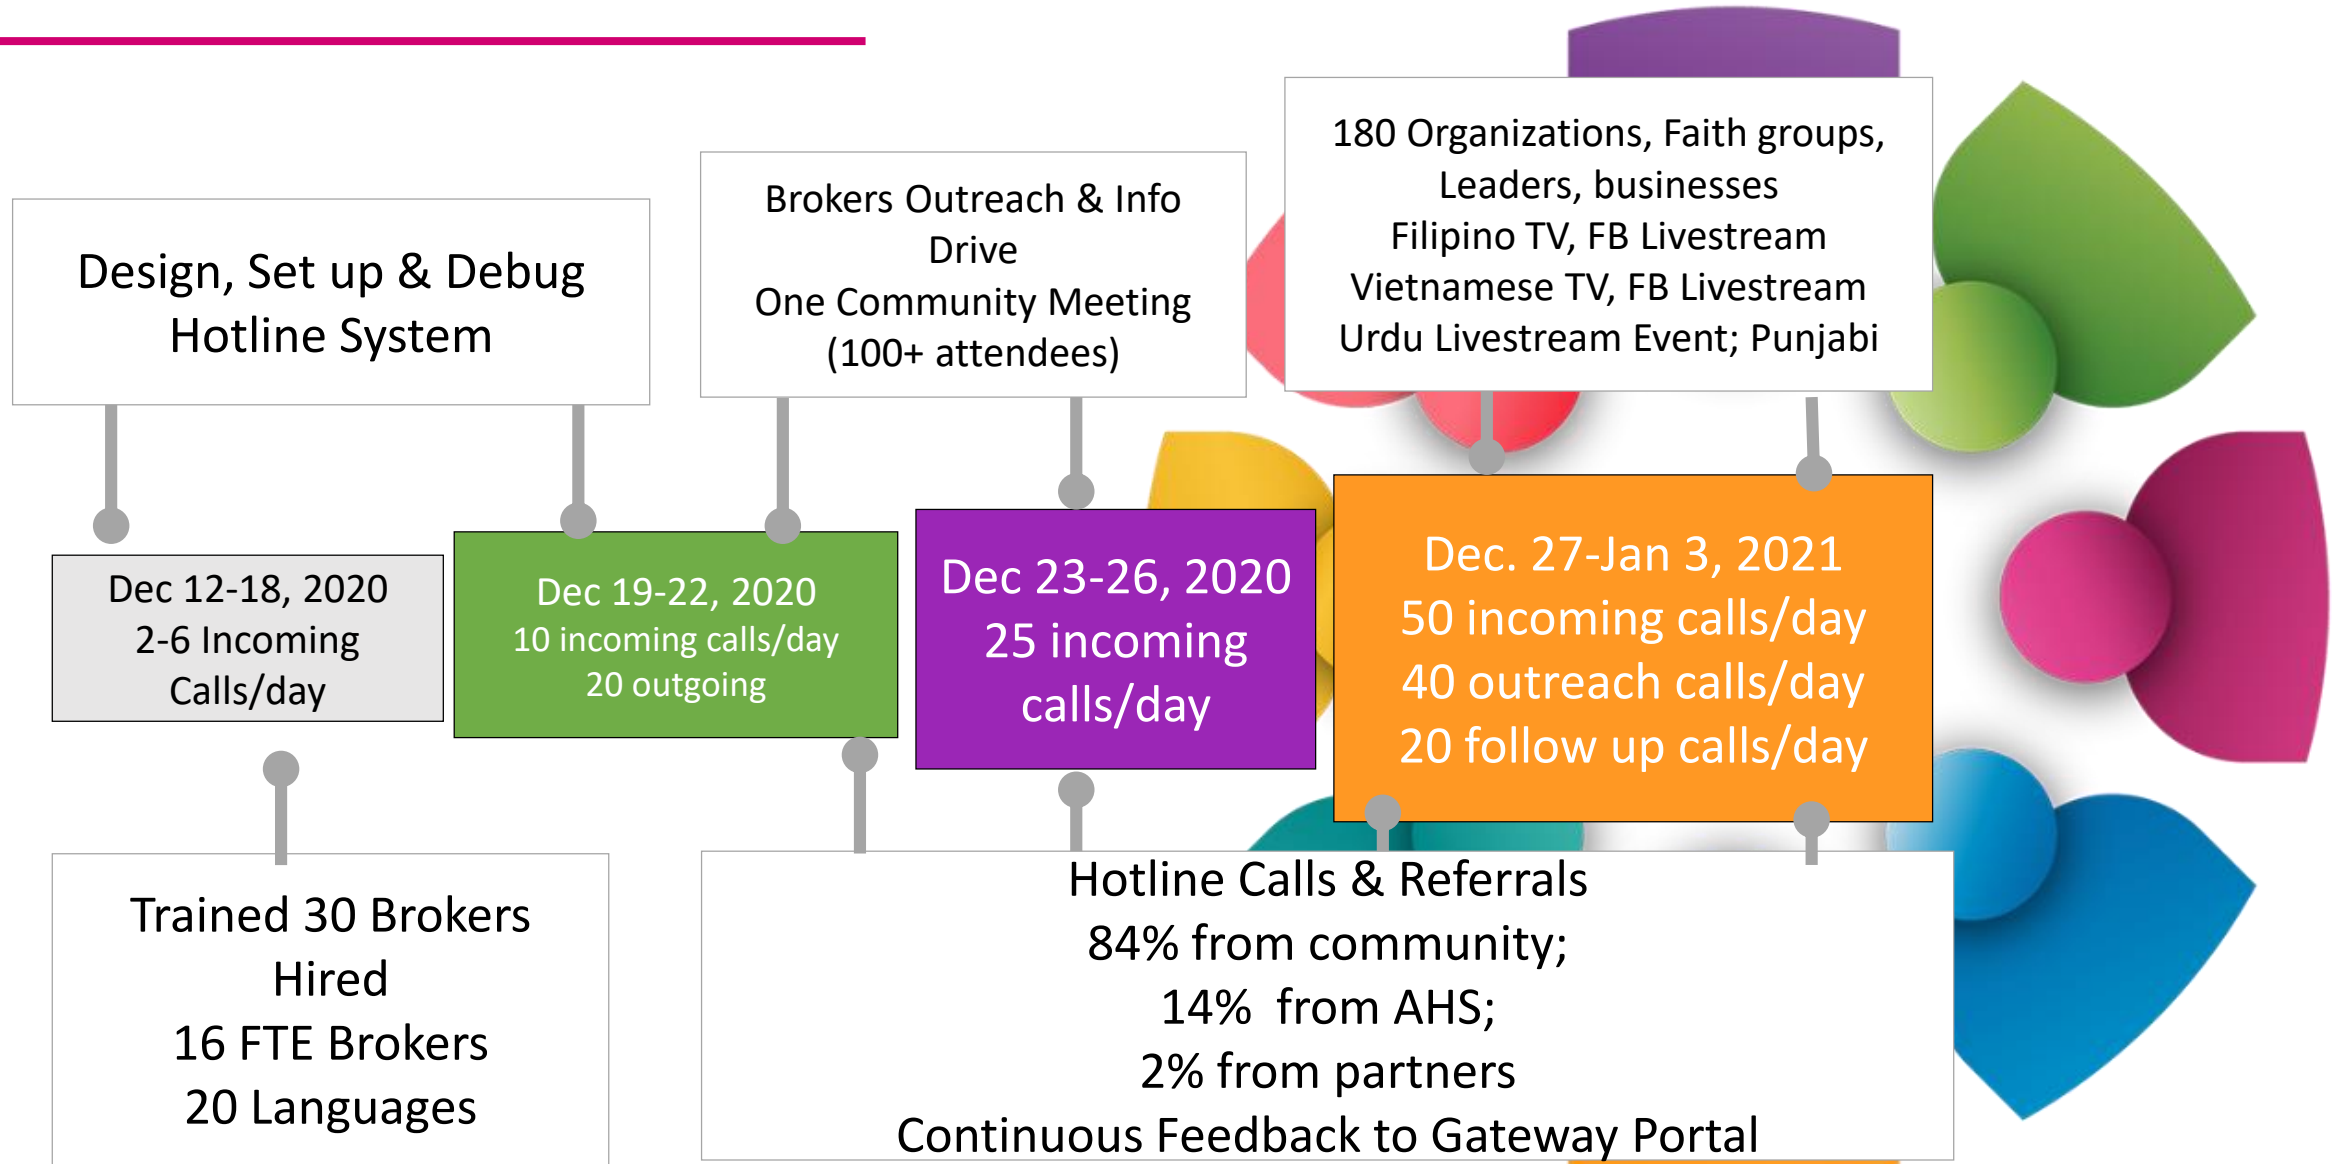 Design, Set up & Debug
Hotline System
Brokers Outreach & Info
Drive
One Community Meeting
(100+ attendees)
180 Organizations, Faith groups,
Leaders, businesses
Filipino TV, FB Livestream
Vietnamese TV, FB Livestream
Urdu Livestream Event; Punjabi
Dec 12-18, 2020
2-6 Incoming
Calls/day
Dec 19-22, 2020
10 incoming calls/day
20 outgoing
Dec 23-26, 2020
25 incoming
calls/day
Dec. 27-Jan 3, 2021
50 incoming calls/day
40 outreach calls/day
20 follow up calls/day
Trained 30 Brokers
Hired
16 FTE Brokers
20 Languages
Hotline Calls & Referrals
84% from community;
14% from AHS;
2% from partners
Continuous Feedback to Gateway Portal